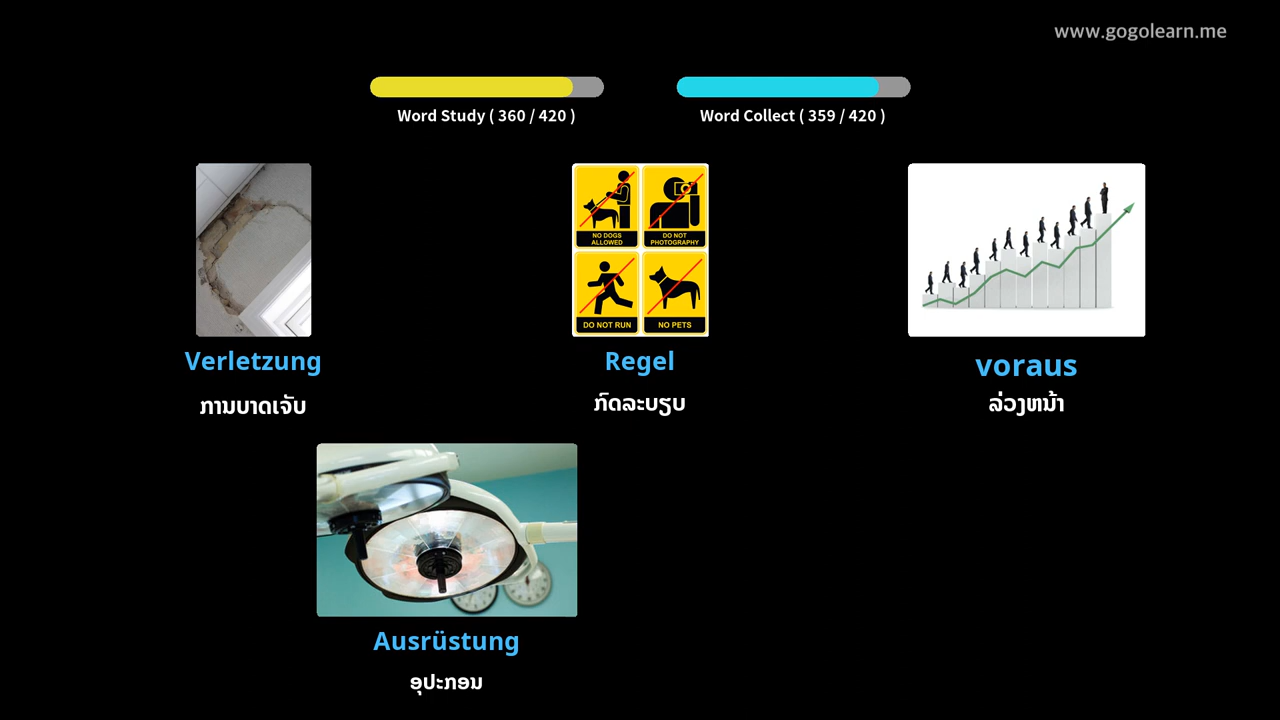 www.gogolearn.me
Word Study ( 360 / 420 )
Word Collect ( 359 / 420 )
NO DOGS
ALLOWED
DO NOT
PHOTOGRAPHY
DO NOT RUN
NO PETS
Verletzung
Regel
voraus
ການບາດເຈັບ
ກົດລະບຽບ
ລ່ວງຫນ້າ
Ausrüstung
ອຸປະກອນ